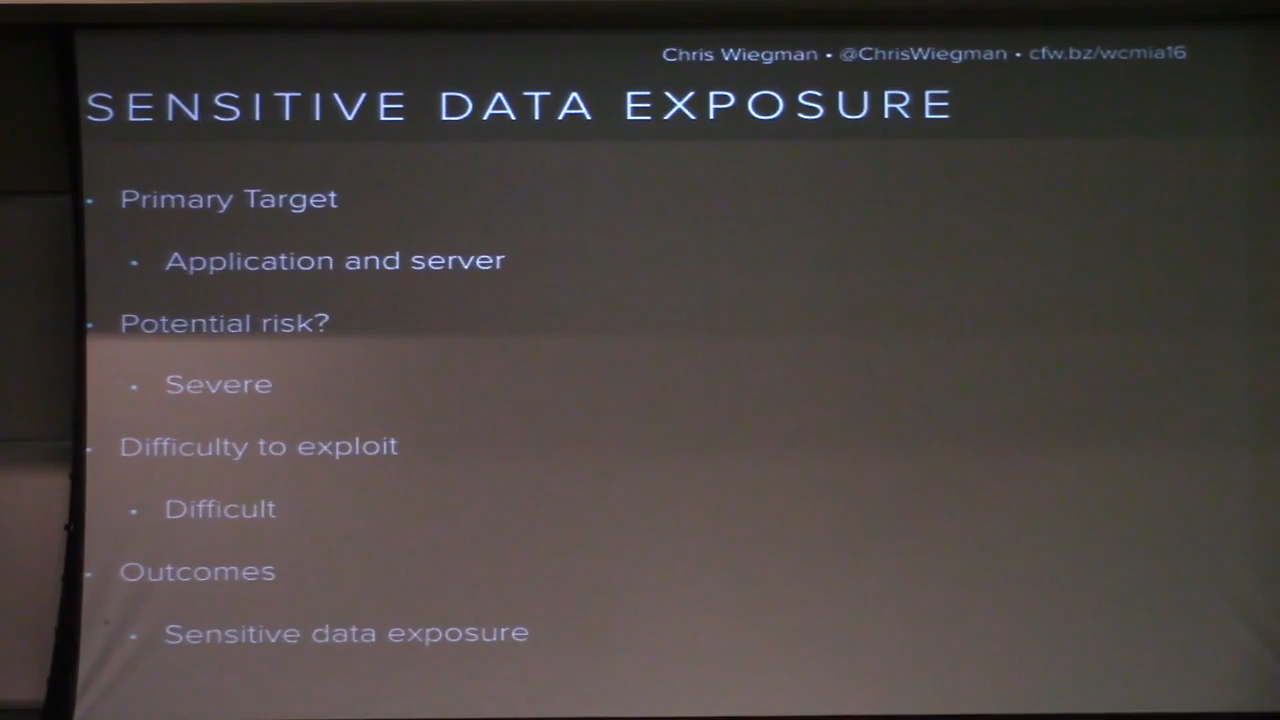 Chris Wiegman • @ChrisWiegman • cfw.bz/wcmia16
SENSITIVE DATA EXPOSURE
• Primary Target
• Application and server
• Potential risk?
• Severe
• Difficulty to exploit
• Difficult
• Outcomes
• Sensitive data exposure